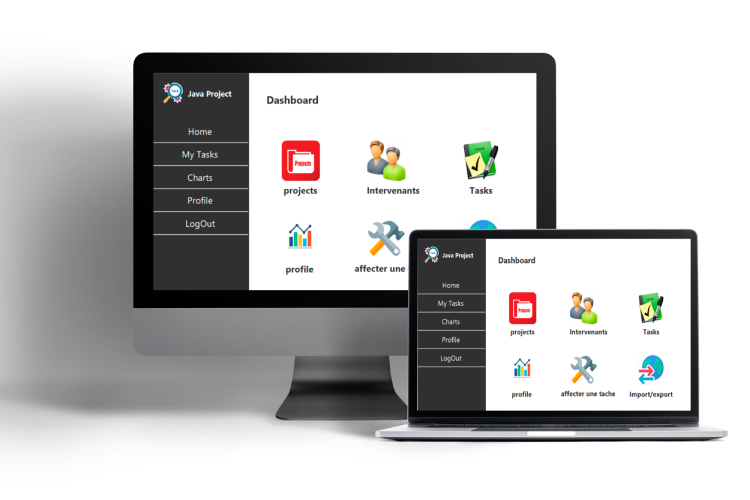 Java Project
Dashboard
Home
My Tasks
Charts
Profile
LogOut
Projects
projects
Intervenants
Tasks
profile
affecter une
Java Project
Dashboard
Home
My Tasks
Charts
Profile
LogOut
Projects
projects
Intervenants
Tasks
profile
affecter une tache
Import/export